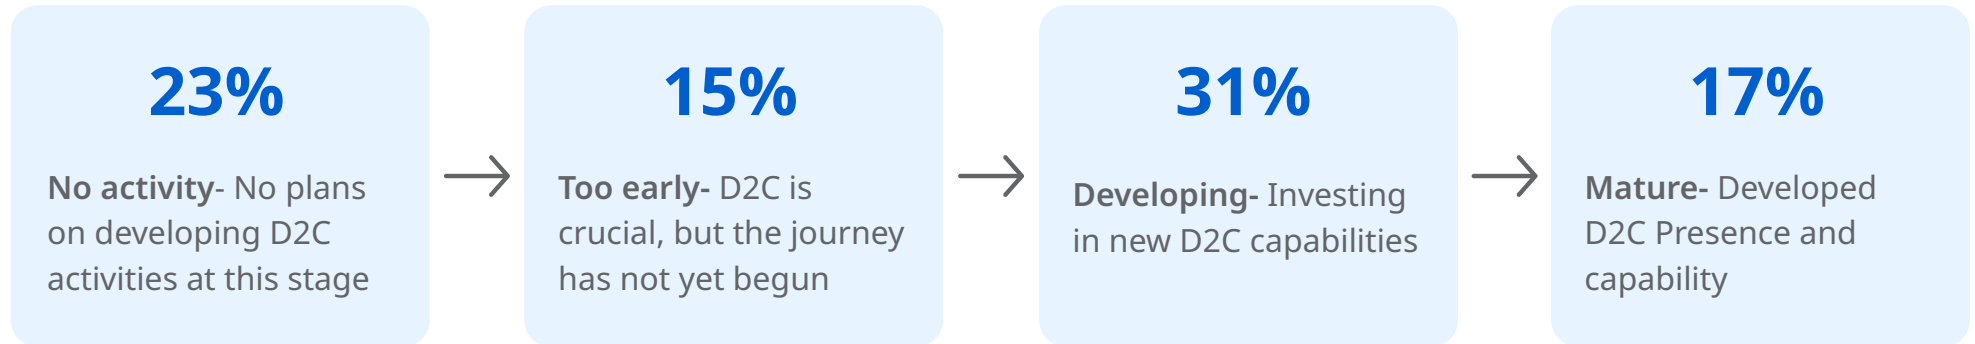 23%
No activity- No plans
on developing D2C
activities at this stage
15%
Too early- D2C is
crucial, but the journey
has not yet begun
31%
Developing- Investing
in new D2C capabilities
17%
Mature- Developed
D2C Presence and
capability